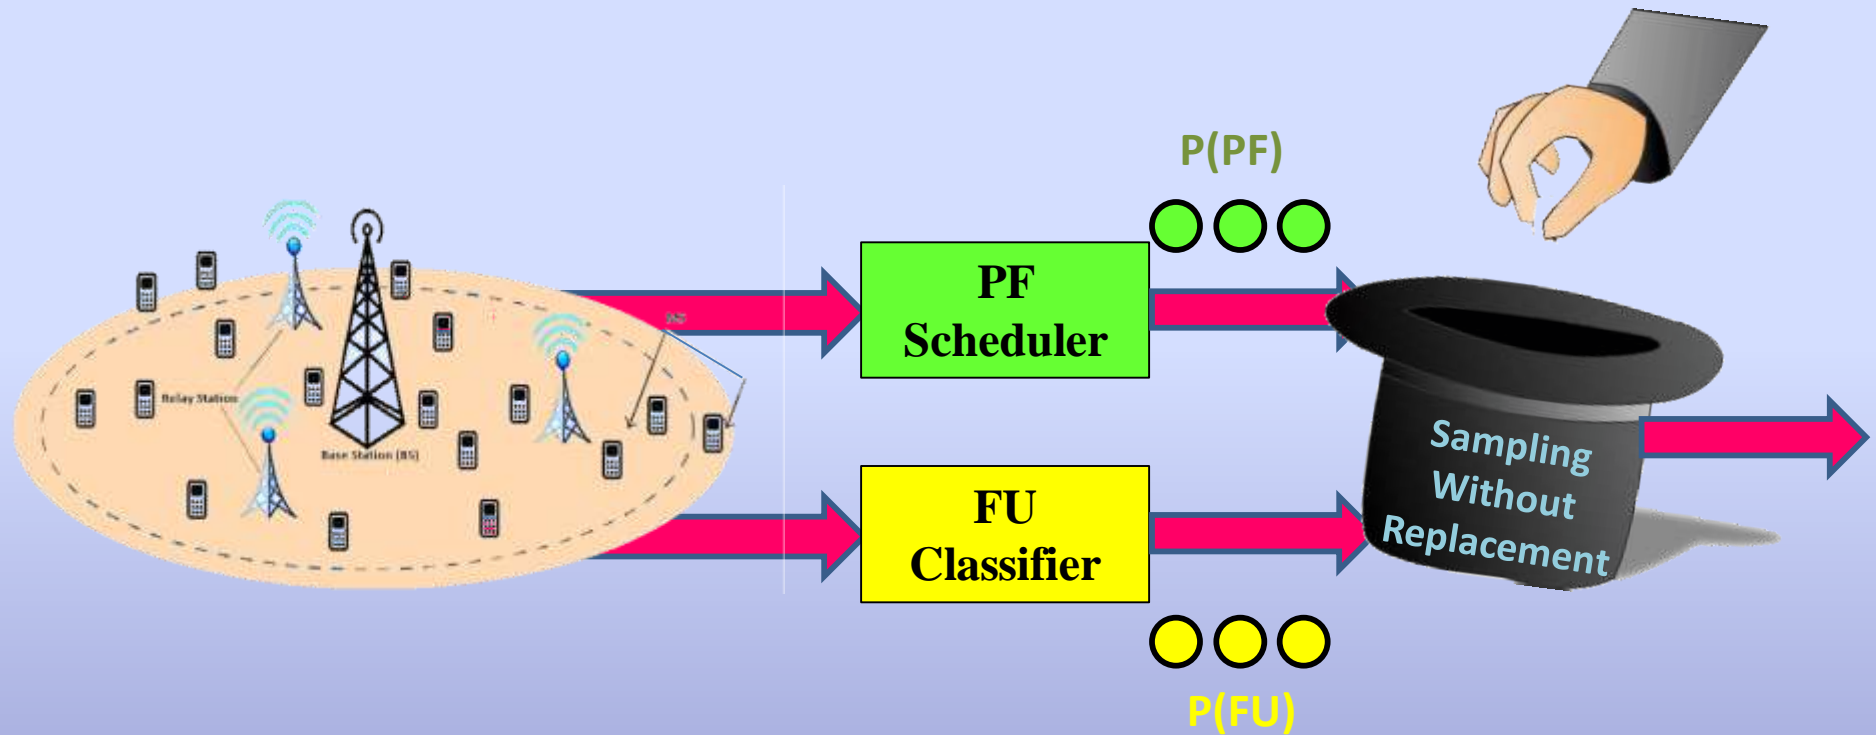 P(PF)
PF
Scheduler
Relay Station
Base Station (BS)
Sampling
Without
Replacement
FU
Classifier
P(FU)